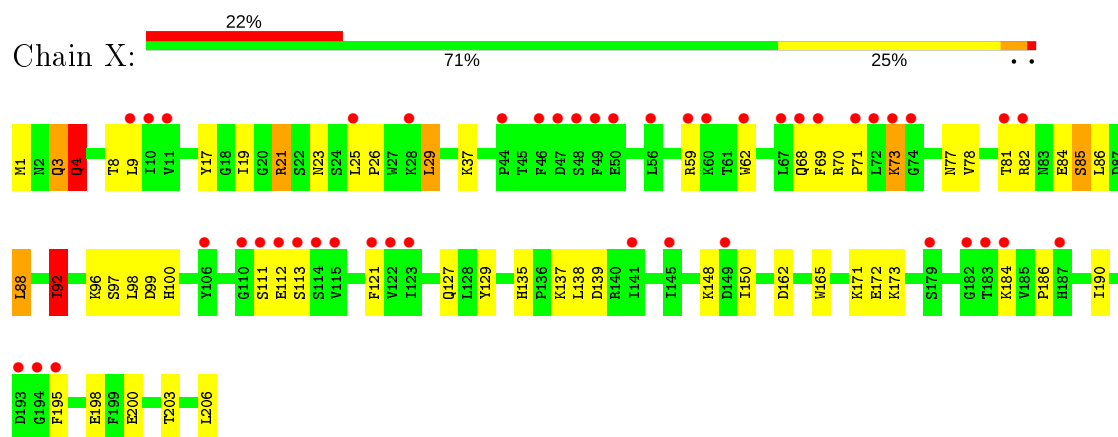 22%
Chain X:
71% 25% • •
M1 N2 Q3 Q4 T8 L9 I10 V11 Y17 G18 I19 G20 R21 S22 N23 S24 L25 P26 W27 K28 L29 K37 P44 T45 F46 D47 S48 F49 E50 L56 R59 K60 T61 W62 L67 Q68 F69 R70 P71 L72 K73 G74 N77 V78 T81 R82 N83 E84 S85 L86 D87
L88 I92 K96 S97 L98 D99 H100 Y106 G110 S111 E112 S113 S114 V115 F121 V122 I123 Q127 L128 Y129 H135 P136 K137 L138 D139 R140 I141 I145 K148 D149 I150 D162 W165 K171 E172 K173 S179 G182 T183 K184 V185 P186 H187 I190
D193 G194 F195 E198 F199 E200 T203 L206